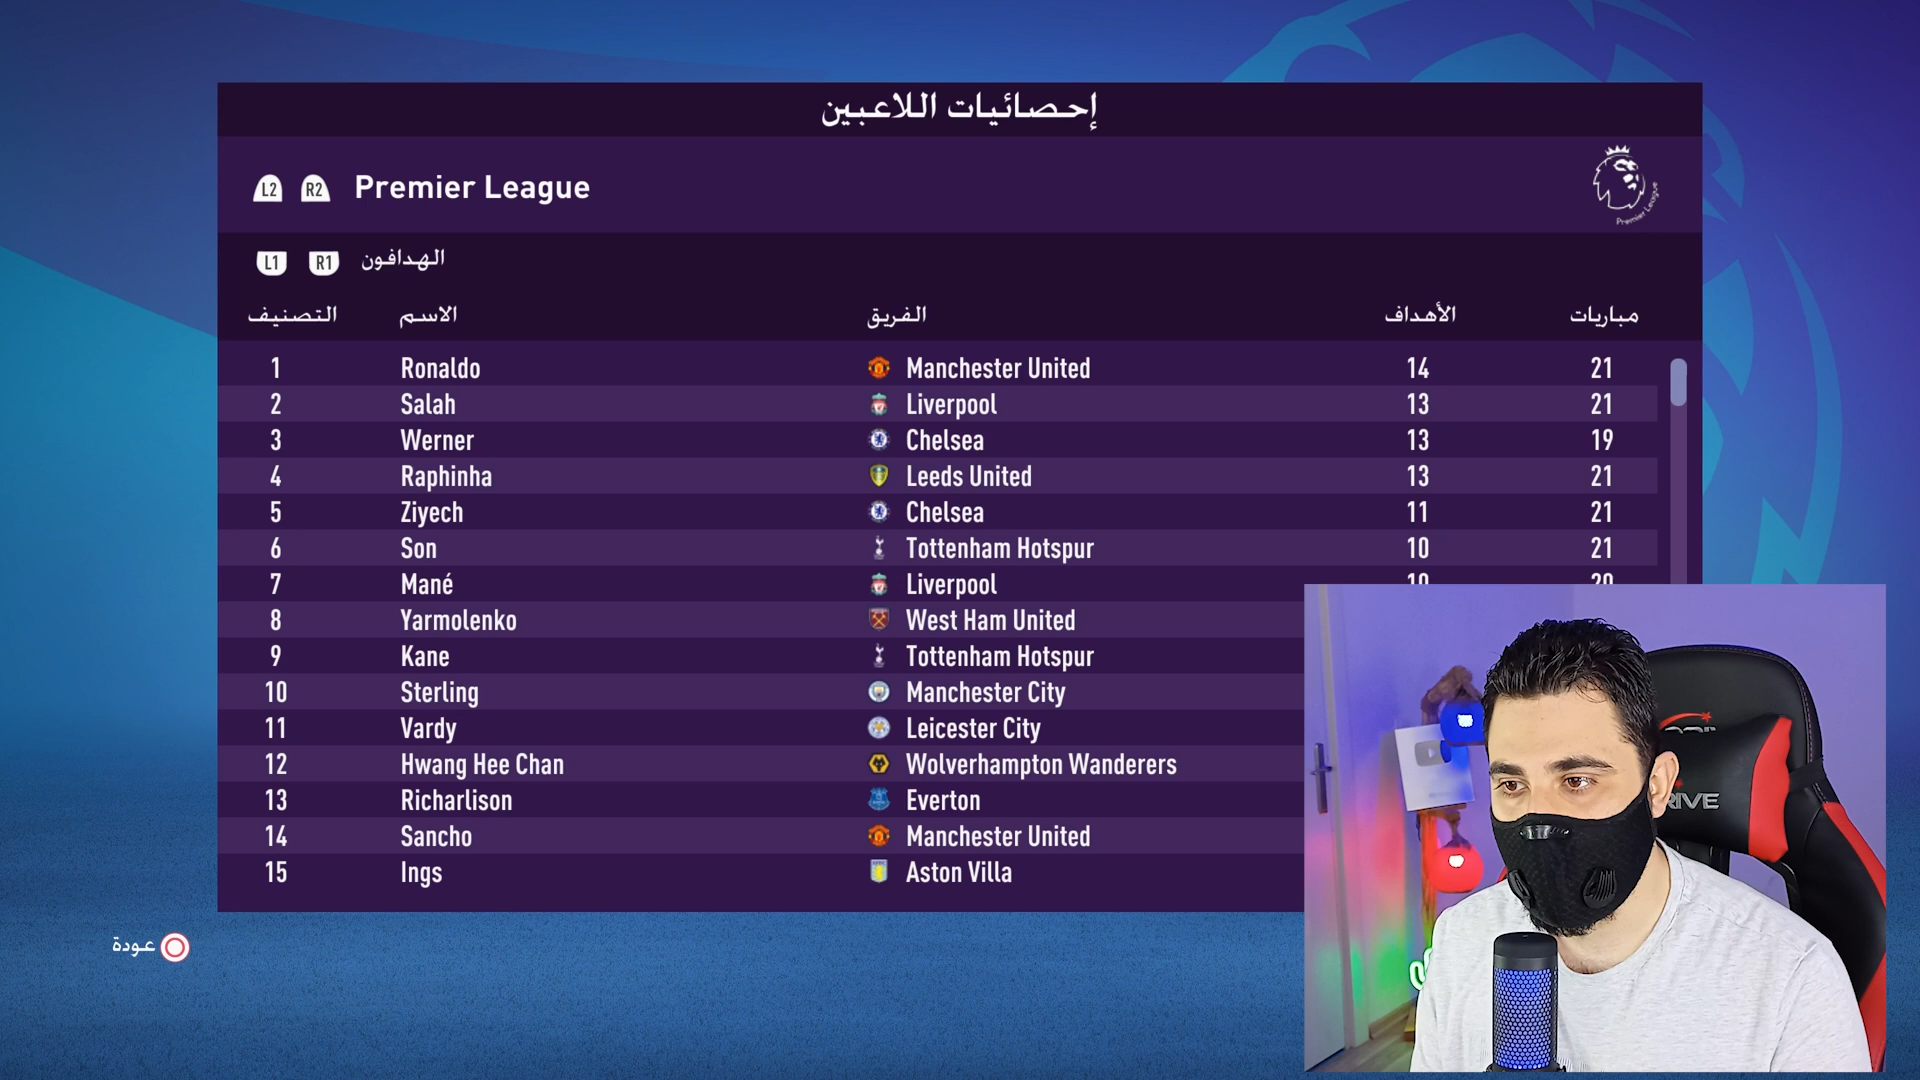 إحصائيات اللاعبين
L2 R2 Premier League
Premier League
L1 R1 الهدافون
التصنيف الاسم الفريق الأهداف مباريات
1 Ronaldo Manchester United 14 21
2 Salah Liverpool 13 21
3 Werner Chelsea 13 19
4 Raphinha Leeds United 13 21
5 Ziyech Chelsea 11 21
6 Son Tottenham Hotspur 10 21
7 Mané Liverpool 10 20
8 Yarmolenko West Ham United
9 Kane Tottenham Hotspur
10 Sterling Manchester City
11 Vardy Leicester City
12 Hwang Hee Chan Wolverhampton Wanderers
13 Richarlison Everton
14 Sancho Manchester United
15 Ings Aston Villa
عودة